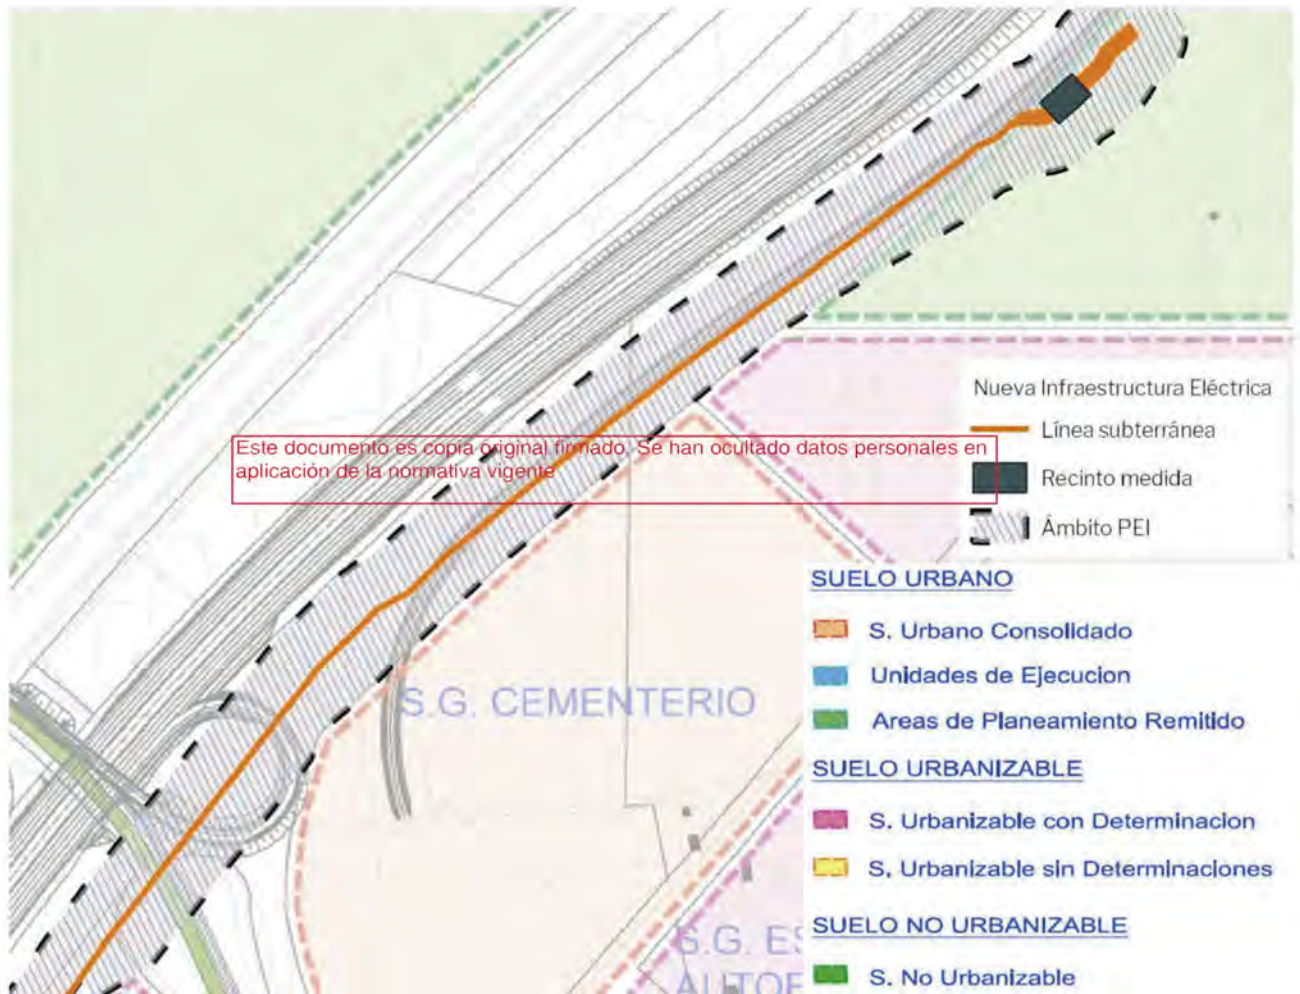 Nueva Infraestructura Eléctrica
Línea subterránea
Este documento es copia original firmado. Se han ocultado datos personales en
aplicación de la normativa vigente
Recinto medida
Ámbito PEI
SUELO URBANO
S. Urbano Consolidado
Unidades de Ejecucion
S.G. CEMENTERIO
Areas de Planeamiento Remitido
SUELO URBANIZABLE
S. Urbanizable con Determinacion
S. Urbanizable sin Determinaciones
SUELO NO URBANIZABLE
S.G.
S. No Urbanizable